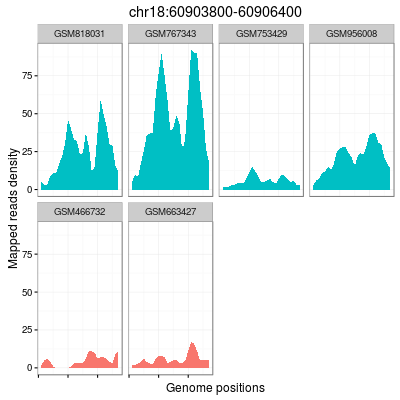 chr18:60903800-60906400
GSM818031 GSM767343 GSM753429 GSM956008
75
50
25
0
GSM466732 GSM663427
75
50
25
0
Mapped reads density
Genome positions